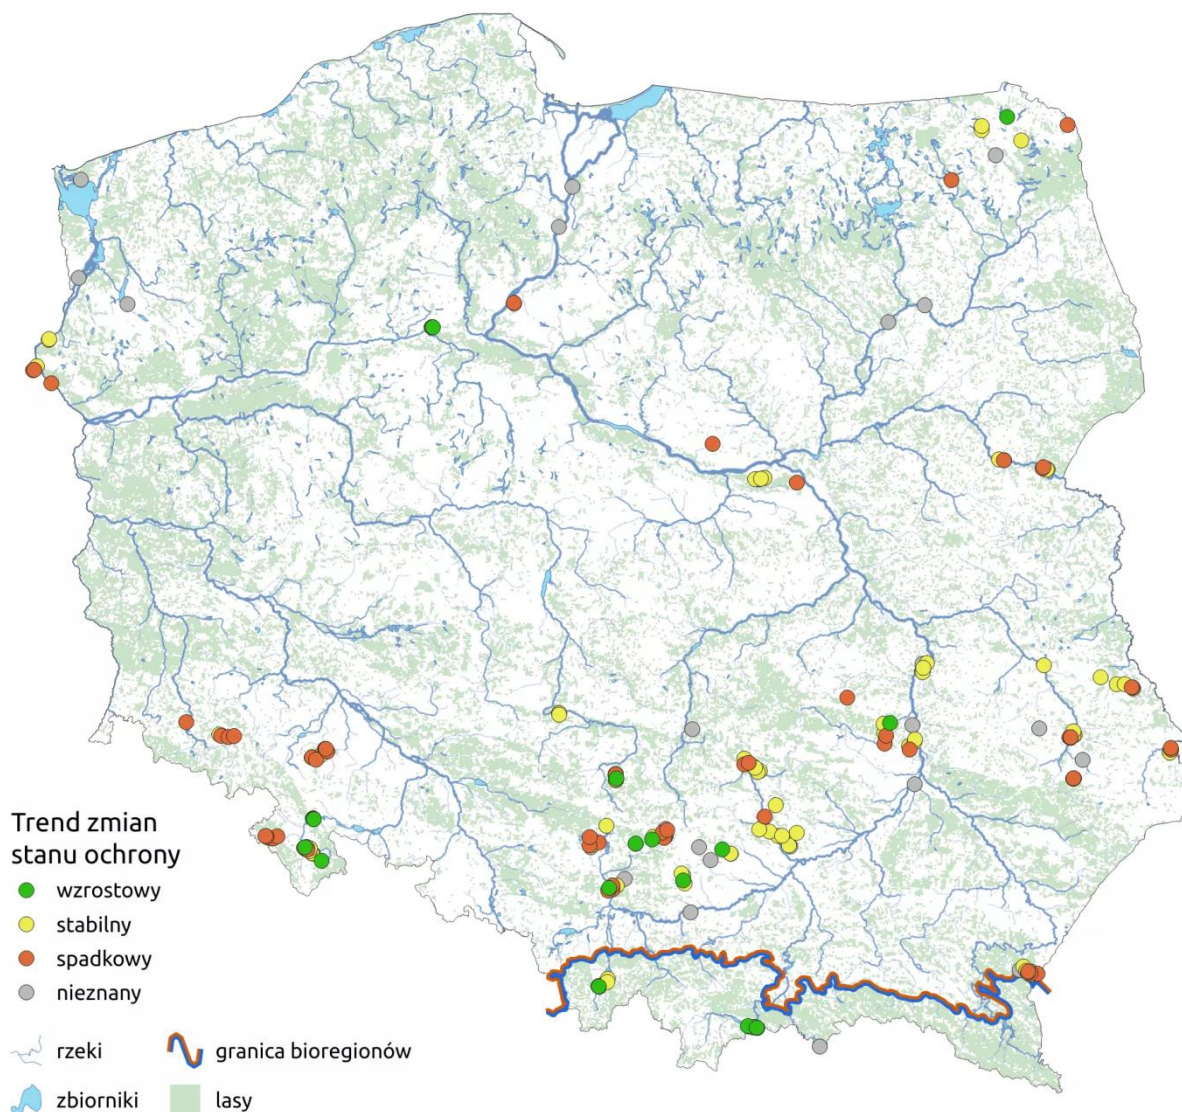 Trend zmian
stanu ochrony
wzrostowy
stabilny
spadkowy
nieznany
rzeki
granica bioregionów
zbiorniki
lasy